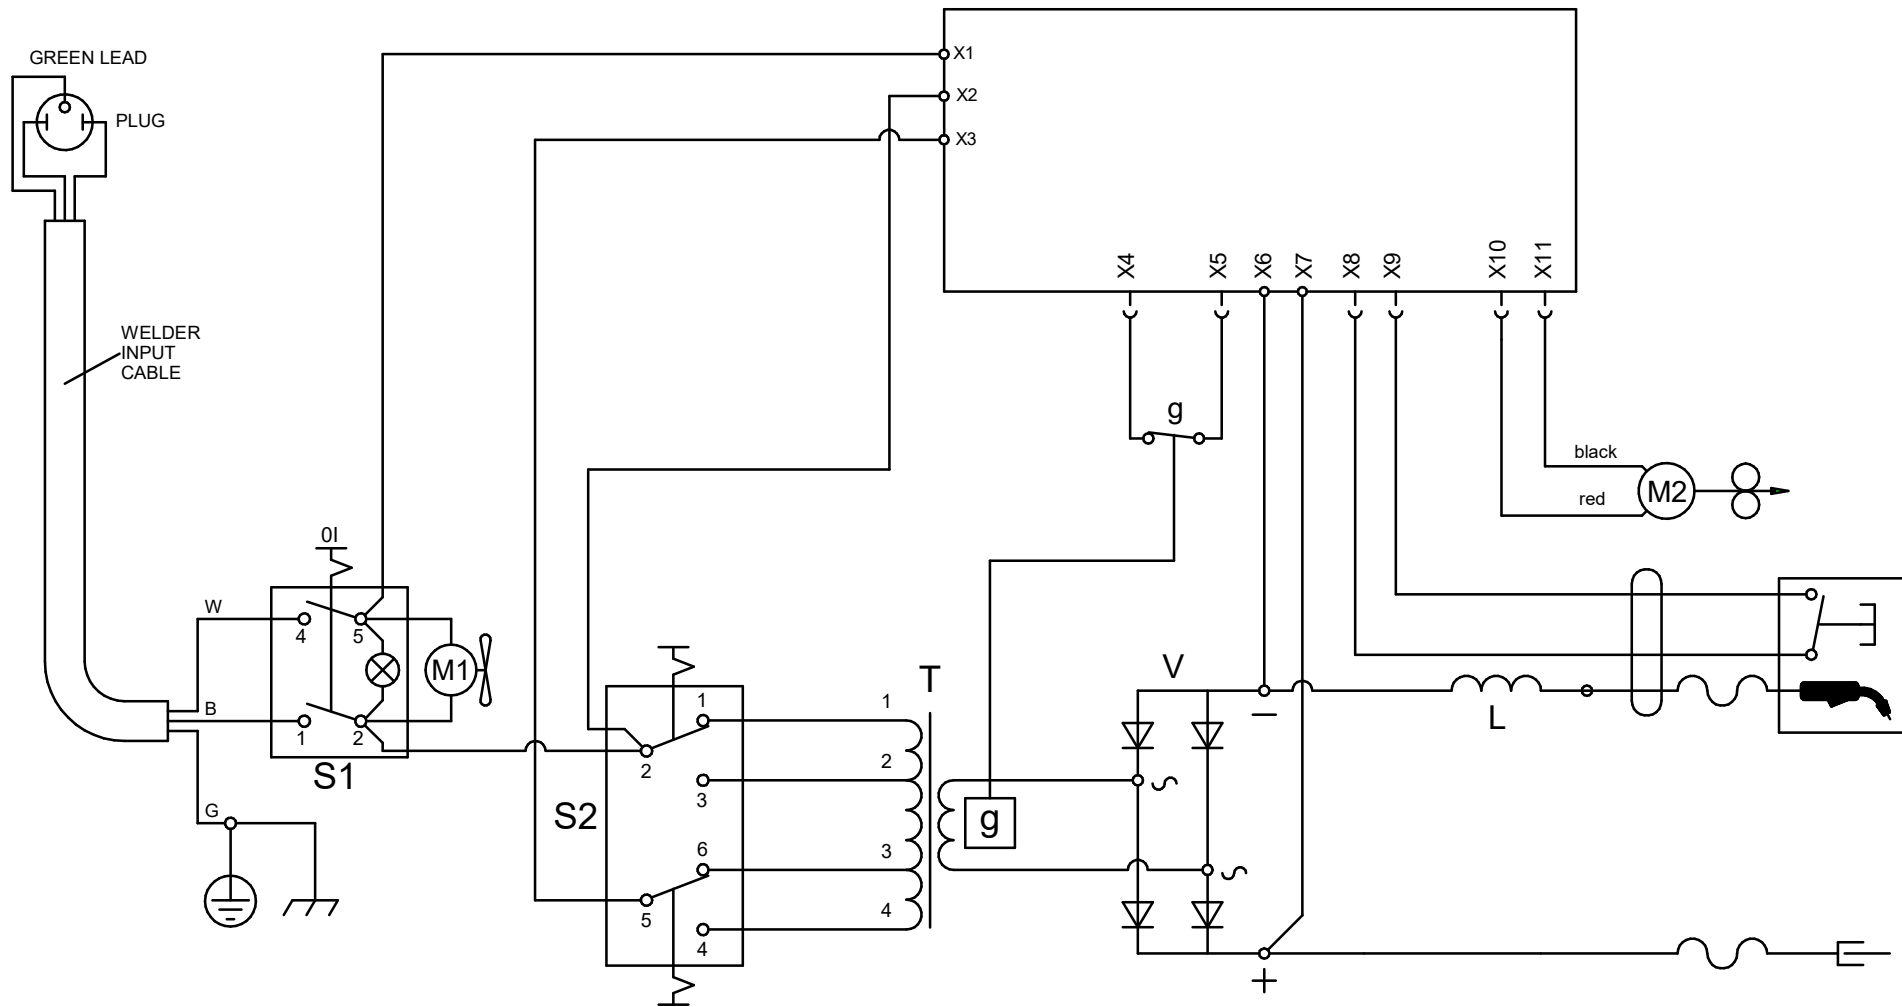 GREEN LEAD
PLUG
X1
X2
X3
X4
X5
X6
X7
X8
X9
X10
X11
WELDER
INPUT
CABLE
g
black
red
M2
0I
W
4
5
M1
B
1
2
S1
G
S2
1
2
3
6
5
4
T
1
2
3
4
g
V
—
+
L